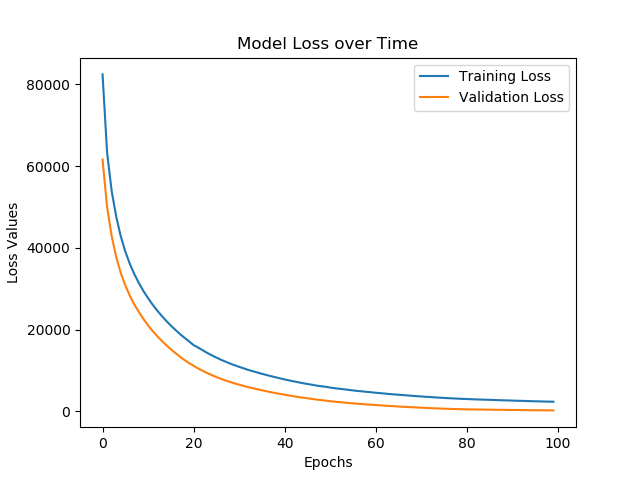 Model Loss over Time
Training Loss
Validation Loss
80000
60000
40000
20000
0
Loss Values
0 20 40 60 80 100
Epochs